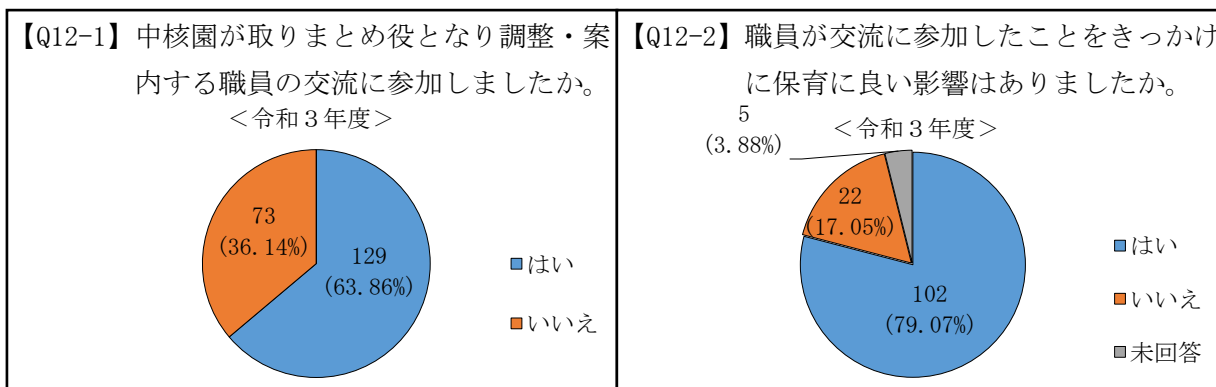 【Q12-1】中核園が取りまとめ役となり調整・案
内する職員の交流に参加しましたか。
＜令和３年度＞
73
(36.14%)
129
(63.86%)
はい
いいえ
【Q12-2】職員が交流に参加したことをきっかけ
に保育に良い影響はありましたか。
＜令和３年度＞
5
(3.88%)
22
(17.05%)
102
(79.07%)
はい
いいえ
未回答